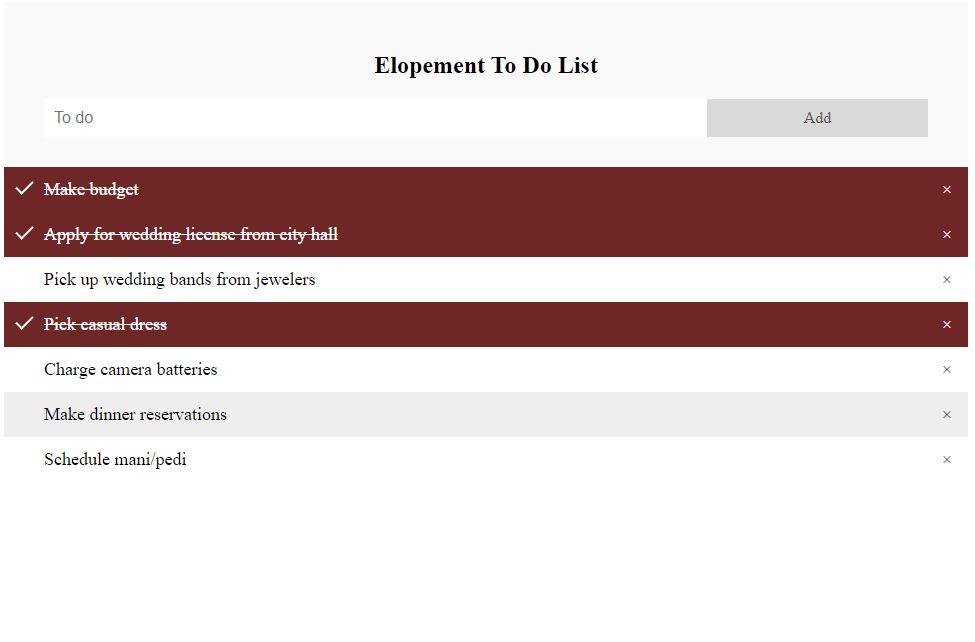 Elopement To Do List
To do
Add
Make budget ×
Apply for wedding license from city hall ×
Pick up wedding bands from jewelers ×
Pick casual dress ×
Charge camera batteries ×
Make dinner reservations ×
Schedule mani/pedi ×